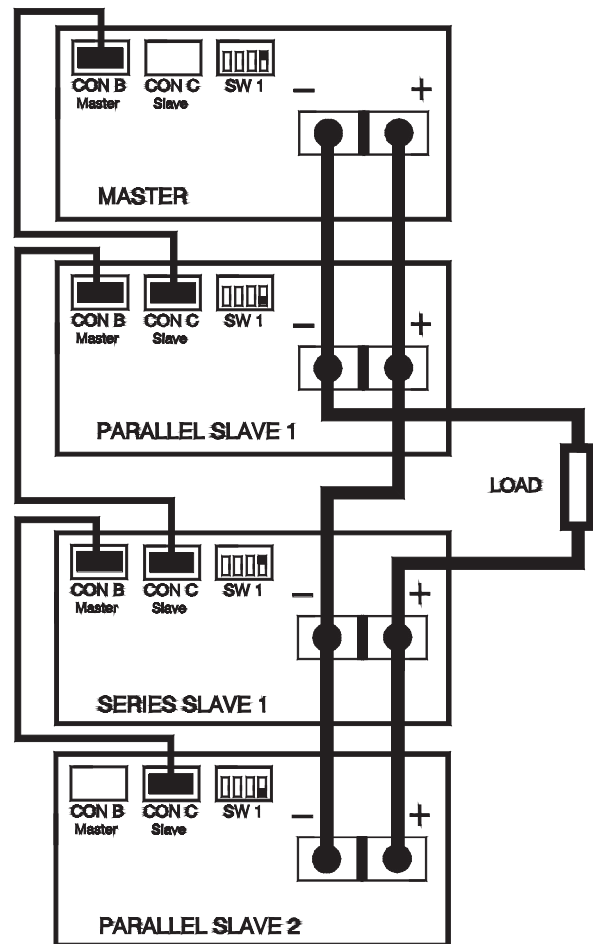 CON B CON C SW 1
Master Slave
− +
MASTER
CON B CON C SW 1
Master Slave
− +
PARALLEL SLAVE 1
LOAD
CON B CON C SW 1
Master Slave
− +
SERIES SLAVE 1
CON B CON C SW 1
Master Slave
− +
PARALLEL SLAVE 2